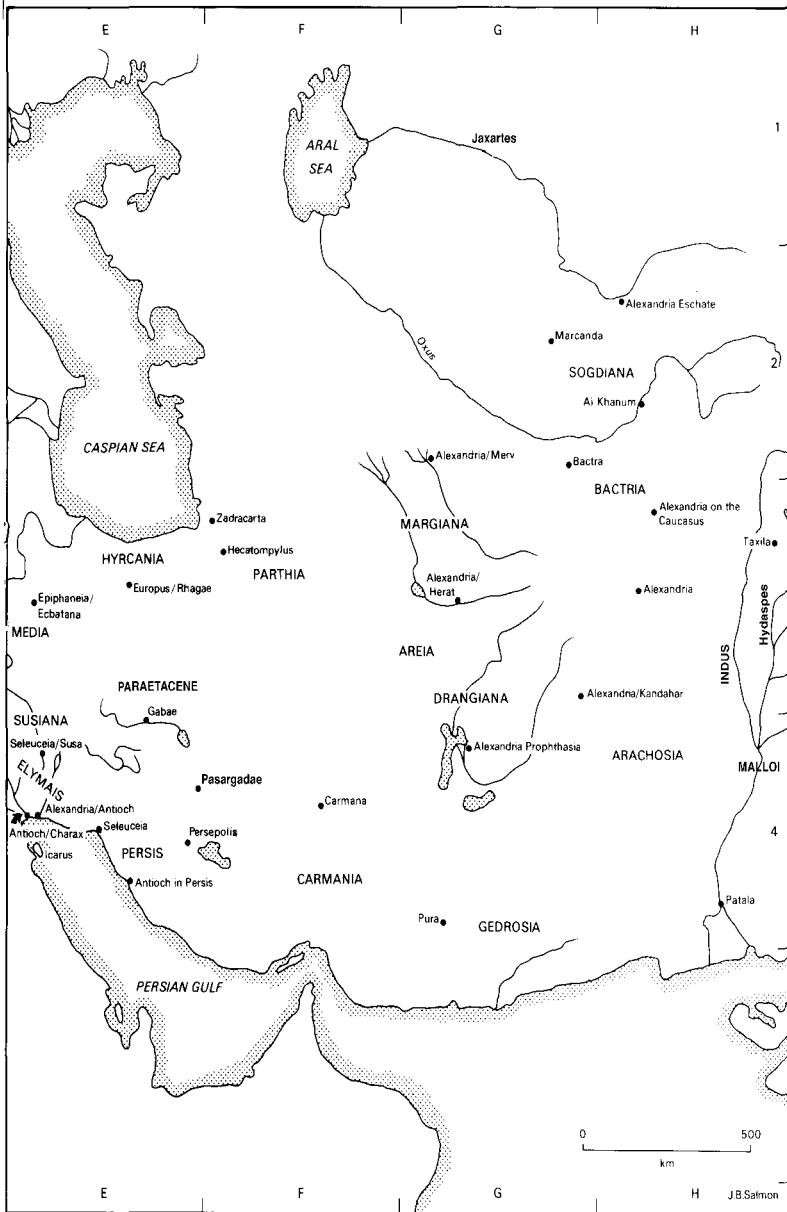 E F G H
ARAL
SEA
Jaxartes
1
Alexandria Eschate
Oxus
Marcanda
SOGDIANA
2
Ai Khanum
CASPIAN SEA
Alexandria/Merv
Bactra
BACTRIA
Alexandria on the
Caucasus
Zadracarta
MARGIANA
Taxila
HYRCANIA
Hecatompylus
PARTHIA
Europus/Rhagae
Alexandria/
Herat
Alexandria
Epiphaneia/
Ecbatana
MEDIA
AREIA
INDUS
Hydaspes
PARAETACENE
Gabae
DRANGIANA
Alexandria/Kandahar
SUSIANA
Seleuceia/Susa
Alexandria Prophthasia
ARACHOSIA
MALLOI
ELYMAIS
Pasargadae
Carmana
Alexandria/Antioch
Antioch/Charax
Seleuceia
Persepolis
4
Icarus
PERSIS
Antioch in Persis
CARMANIA
Pura
GEDROSIA
Patala
PERSIAN GULF
0 500
km
E F G H
J.B.Salmon